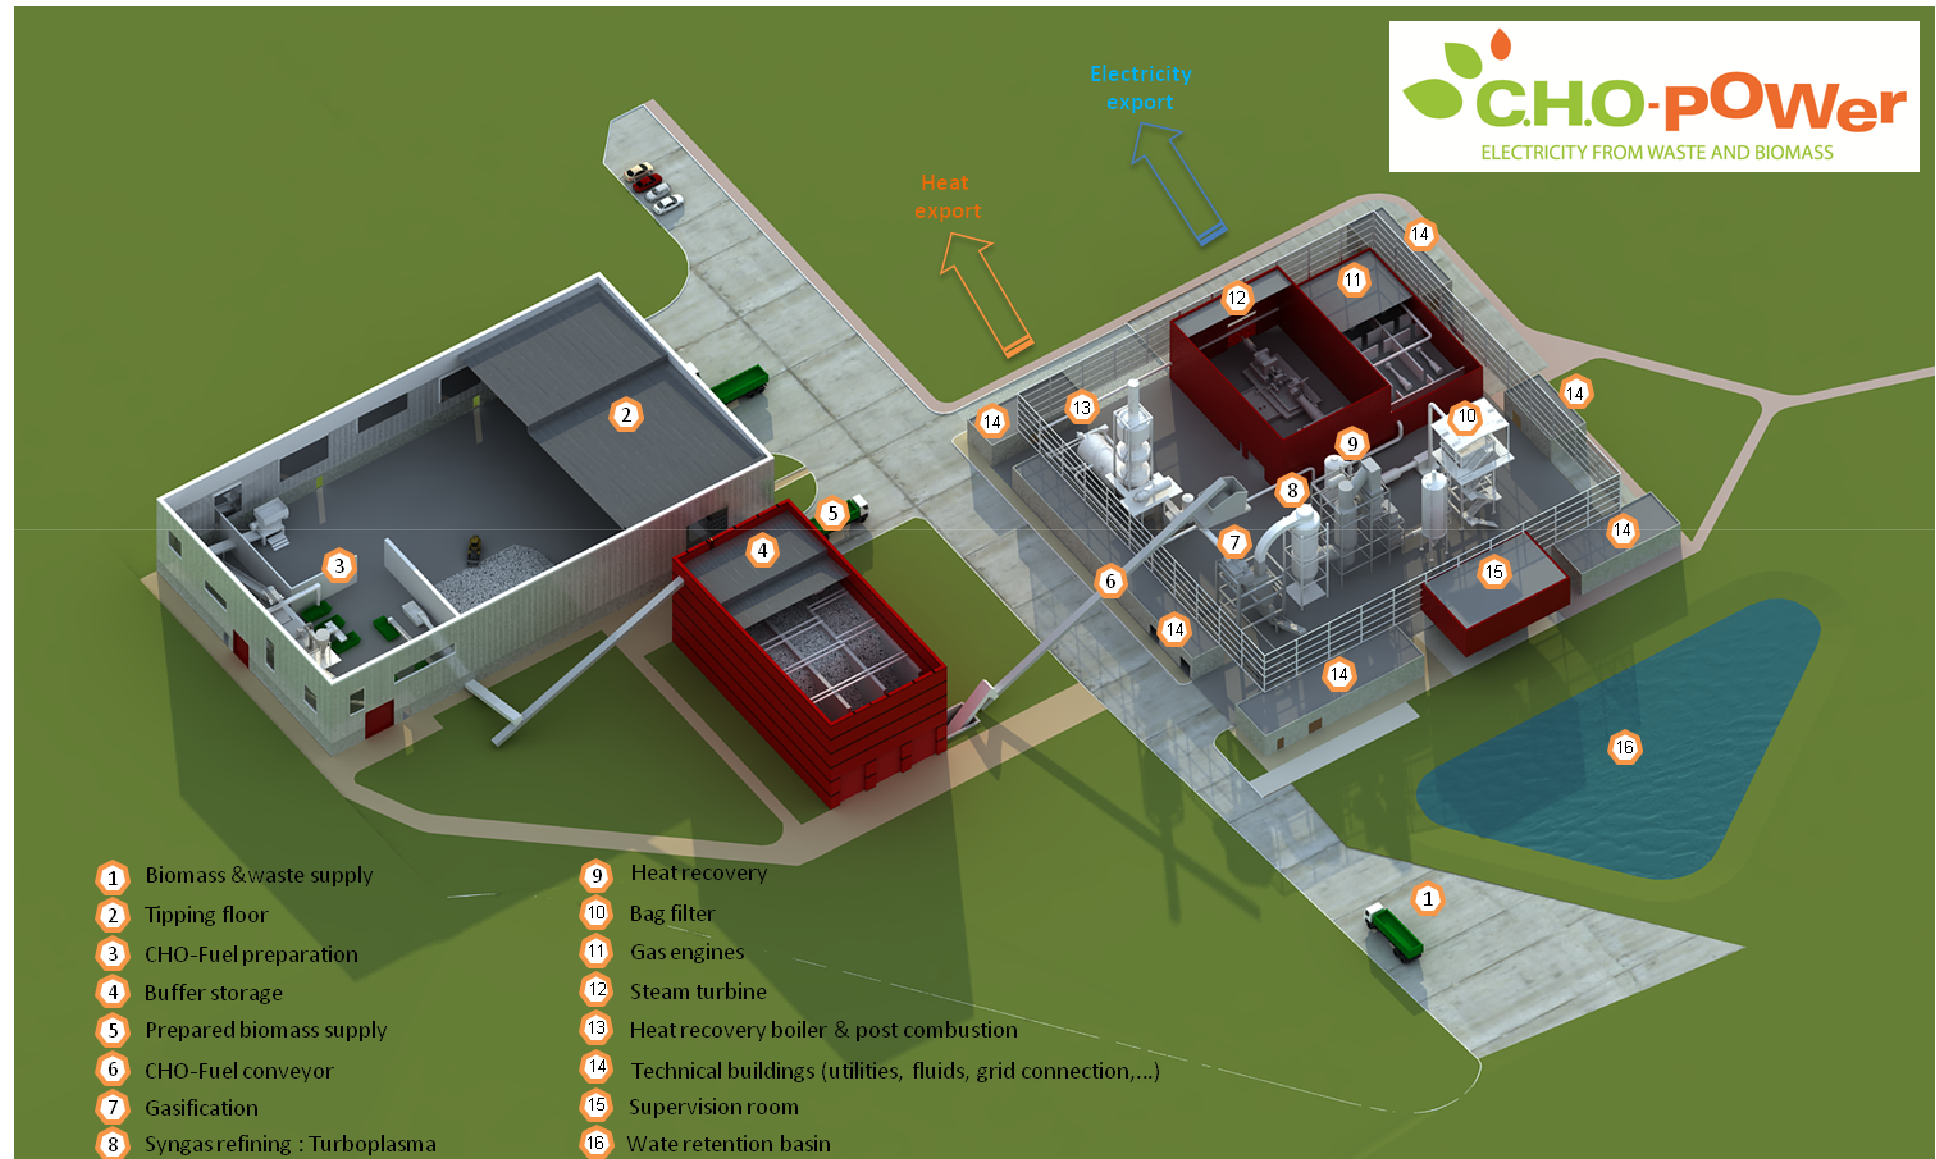 C.H.O-POWer
ELECTRICITY FROM WASTE AND BIOMASS
Electricity
export
Heat
export
14
11
12
14
13
14
10
9
2
8
5
14
7
4
15
3
6
14
14
16
1
1 Biomass &waste supply
2 Tipping floor
3 CHO-Fuel preparation
4 Buffer storage
5 Prepared biomass supply
6 CHO-Fuel conveyor
7 Gasification
8 Syngas refining : Turboplasma
9 Heat recovery
10 Bag filter
11 Gas engines
12 Steam turbine
13 Heat recovery boiler & post combustion
14 Technical buildings (utilities, fluids, grid connection,...)
15 Supervision room
16 Wate retention basin